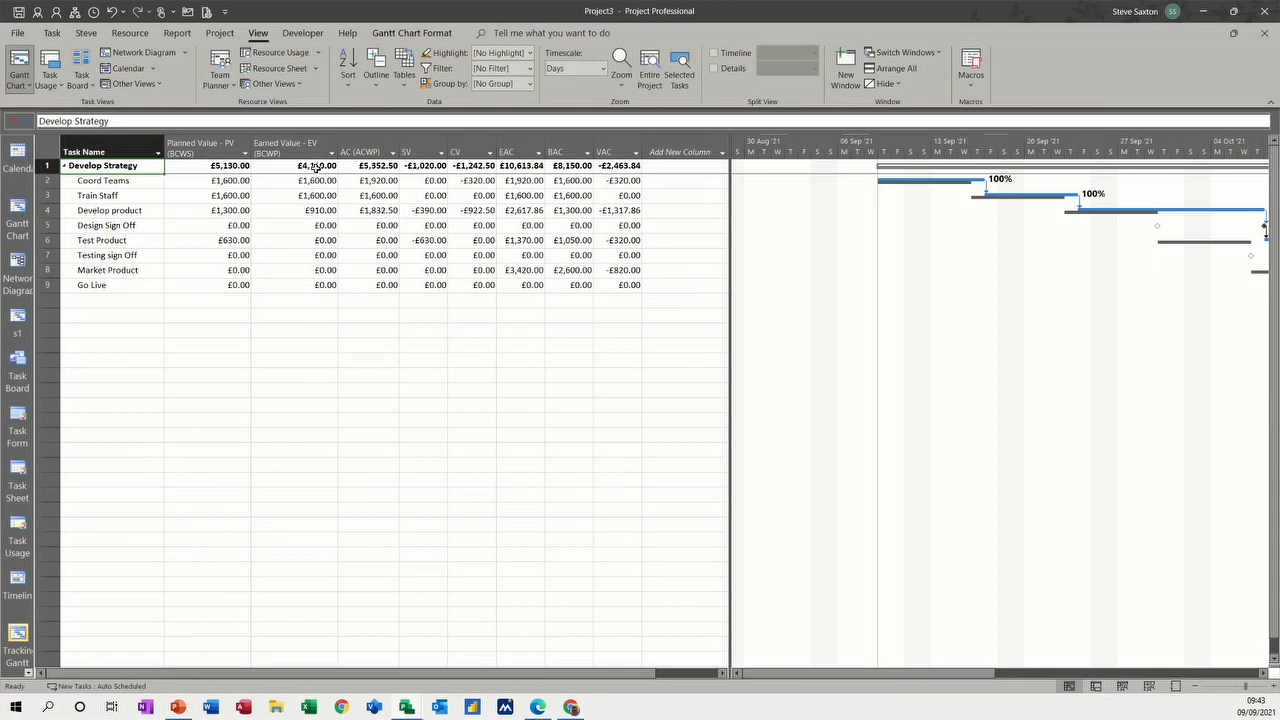 Project3 - Project Professional
Steve Saxton
SS
File Task Steve Resource Report Project View Developer Help Gantt Chart Format Tell me what you want to do
Gantt Chart
Task Usage
Task Board
Network Diagram
Calendar
Other Views
Task Views
Team Planner
Resource Usage
Resource Sheet
Other Views
Resource Views
Sort
Outline
Tables
Highlight: [No Highlight]
Filter: [No Filter]
Group by: [No Group]
Data
Timescale:
Days
Zoom
Entire Project
Selected Tasks
Zoom
Timeline
Details
Split View
New Window
Switch Windows
Arrange All
Hide
Window
Macros
Macros
Develop Strategy
Task Name Planned Value - PV (BCWS) Earned Value - EV (BCWP) AC (ACWP) SV CV EAC BAC VAC Add New Column
1 Develop Strategy £5,130.00 £5,352.50 -£1,020.00 -£1,242.50 £10,613.84 £8,150.00 -£2,463.84
2 Coord Teams £1,600.00 £1,600.00 £1,920.00 £0.00 -£320.00 £1,920.00 £1,600.00 -£320.00
3 Train Staff £1,600.00 £1,600.00 £1,600.00 £0.00 £0.00 £1,600.00 £1,600.00 £0.00
4 Develop product £1,300.00 £910.00 £1,832.50 -£390.00 -£922.50 £2,617.86 £1,300.00 -£1,317.86
5 Design Sign Off £0.00 £0.00 £0.00 £0.00 £0.00 £0.00 £0.00 £0.00
6 Test Product £630.00 £0.00 £0.00 -£630.00 £0.00 £1,370.00 £1,050.00 -£320.00
7 Testing sign Off £0.00 £0.00 £0.00 £0.00 £0.00 £0.00 £0.00 £0.00
8 Market Product £0.00 £0.00 £0.00 £0.00 £0.00 £3,420.00 £2,600.00 -£820.00
9 Go Live £0.00 £0.00 £0.00 £0.00 £0.00 £0.00 £0.00 £0.00
30 Aug '21 06 Sep '21 13 Sep '21 20 Sep '21 27 Sep '21 04 Oct '21
S M T W T F S S M T W T F S S M T W T F S S M T W T F S S M T W T F S S M T W T
100%
100%
Calend
Gantt Chart
Networ Diagra
s1
Task Board
Task Form
Task Sheet
Task Usage
Timelin
Trackin Gantt
Ready New Tasks : Auto Scheduled
09:43
09/09/2021